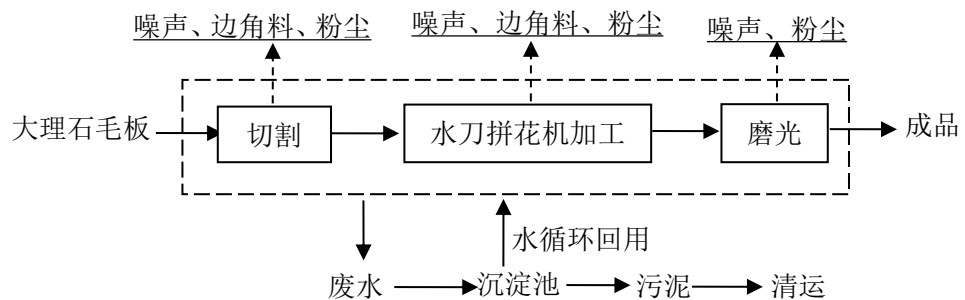 噪声、边角料、粉尘
噪声、边角料、粉尘
噪声、粉尘
大理石毛板
切割
水刀拼花机加工
磨光
成品
水循环回用
废水
沉淀池
污泥
清运